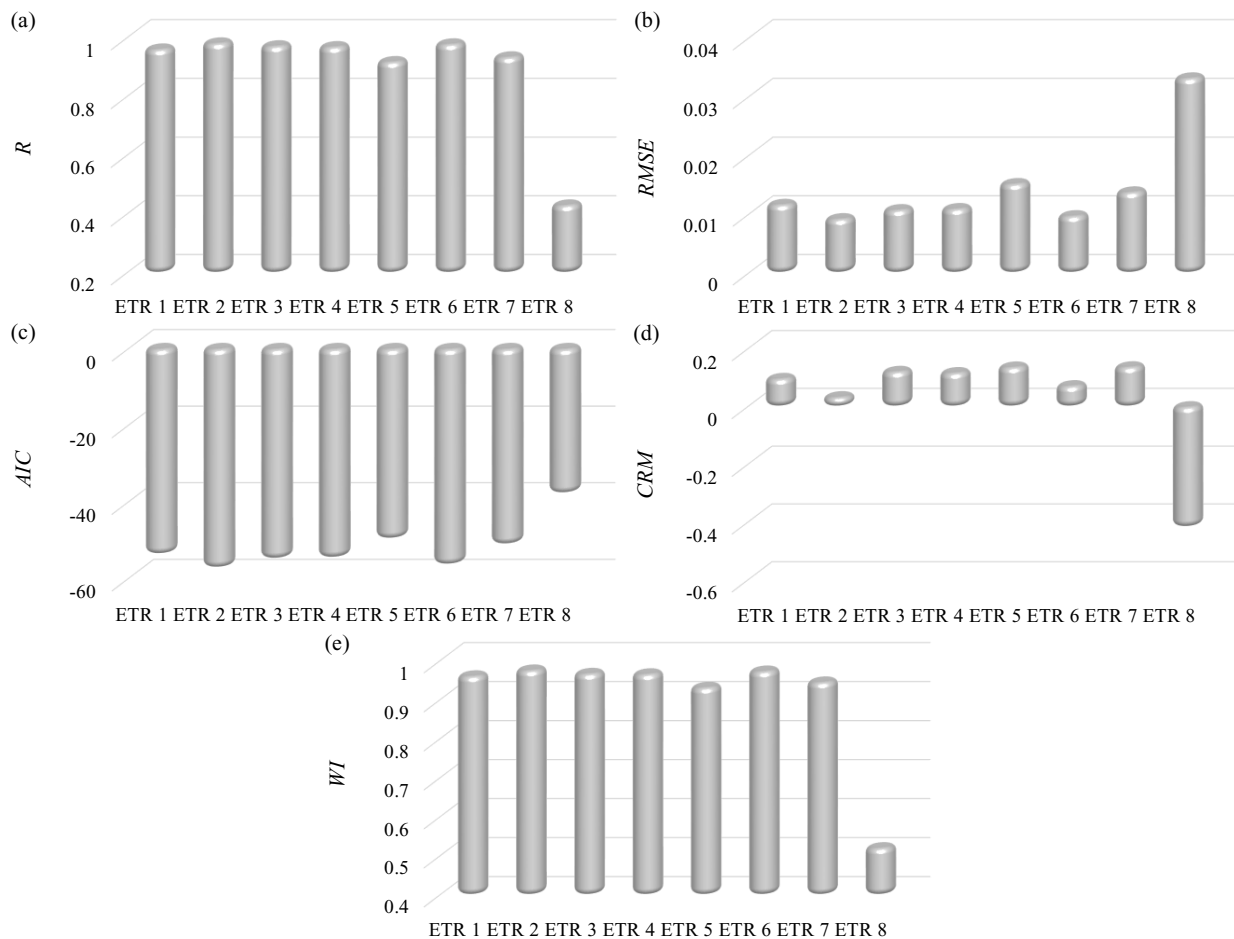 (a)
1
0.8
0.6
0.4
0.2
R
ETR 1 ETR 2 ETR 3 ETR 4 ETR 5 ETR 6 ETR 7 ETR 8
(b)
0.04
0.03
0.02
0.01
0
RMSE
ETR 1 ETR 2 ETR 3 ETR 4 ETR 5 ETR 6 ETR 7 ETR 8
(c)
0
-20
-40
-60
AIC
ETR 1 ETR 2 ETR 3 ETR 4 ETR 5 ETR 6 ETR 7 ETR 8
(d)
0.2
0
-0.2
-0.4
-0.6
CRM
ETR 1 ETR 2 ETR 3 ETR 4 ETR 5 ETR 6 ETR 7 ETR 8
(e)
1
0.9
0.8
0.7
0.6
0.5
0.4
WI
ETR 1 ETR 2 ETR 3 ETR 4 ETR 5 ETR 6 ETR 7 ETR 8